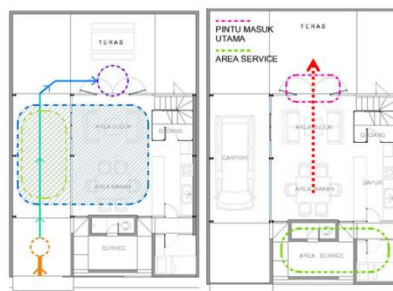 TERAS
AREA DUDUK
GUDANG
AREA MAKAN
SERVICE
PINTU MASUK
UTAMA
AREA SERVICE
TERAS
AREA DUDUK
GUDANG
CARPORT
AREA MAKAN
DAPUR
AREA SERVICE